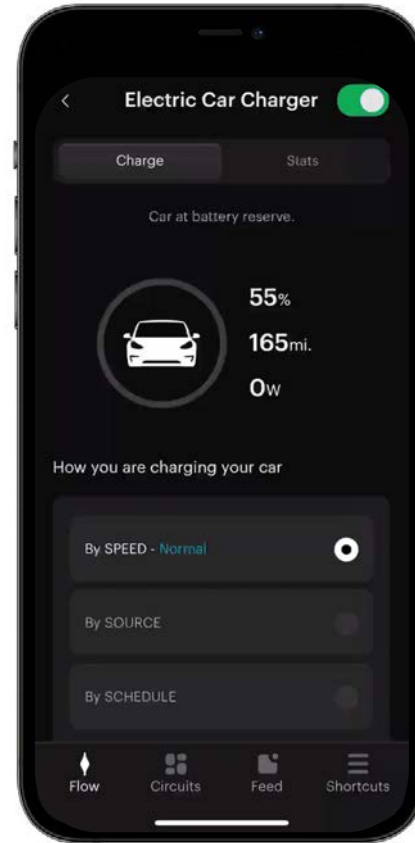 Electric Car Charger
Charge Stats
Car at battery reserve.
55%
165mi.
0W
How you are charging your car
By SPEED - Normal
By SOURCE
By SCHEDULE
Flow Circuits Feed Shortcuts